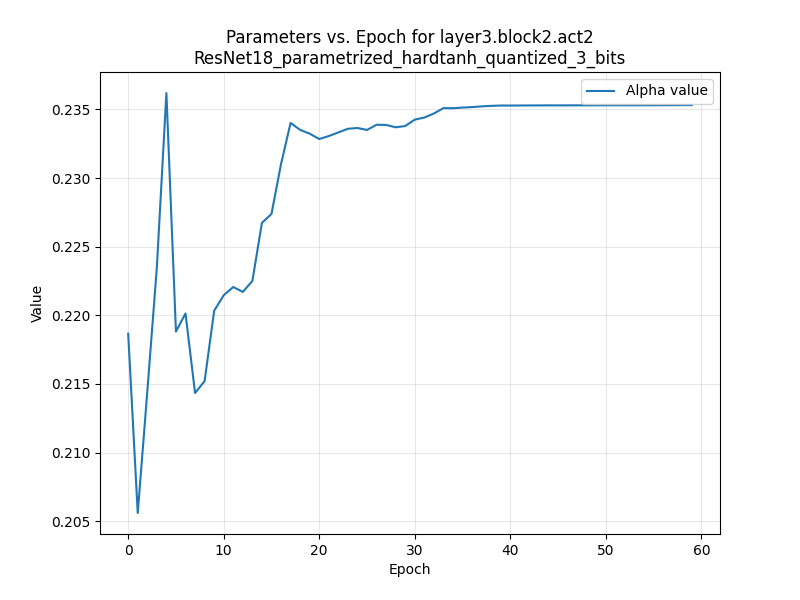 Parameters vs. Epoch for layer3.block2.act2
ResNet18_parametrized_hardtanh_quantized_3_bits
Alpha value
0.235
0.230
0.225
0.220
0.215
0.210
0.205
Value
0 10 20 30 40 50 60
Epoch